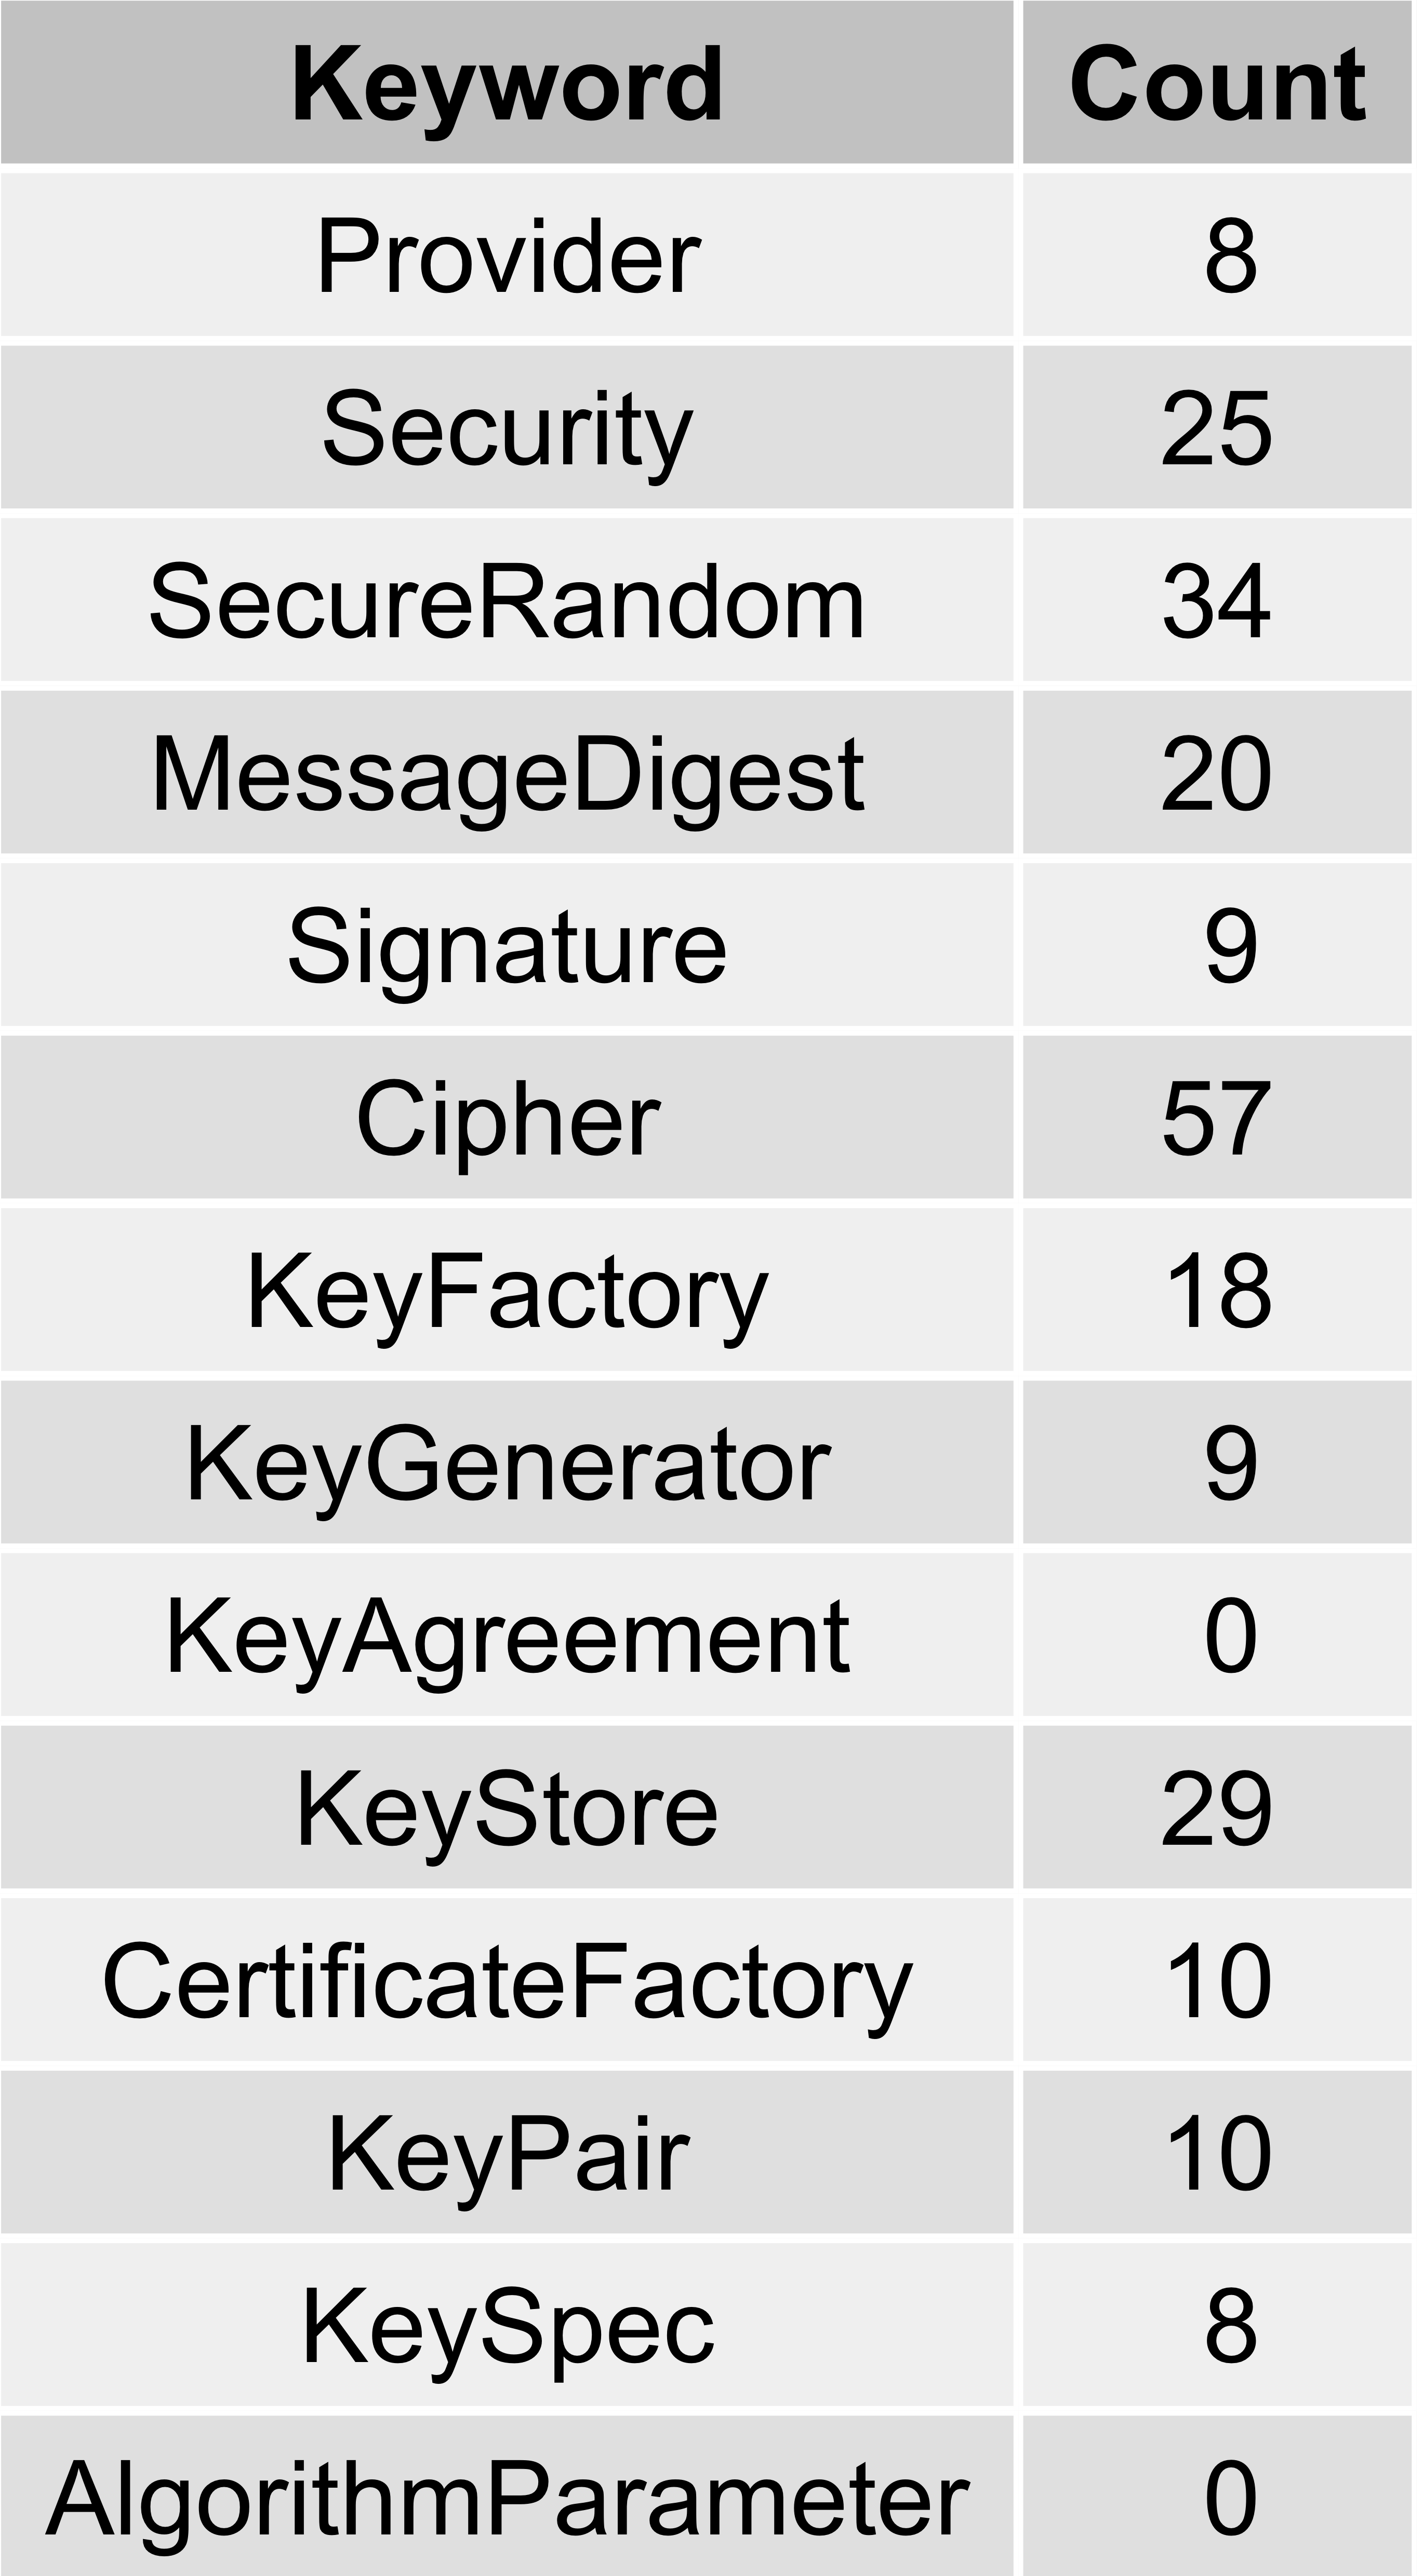 Keyword Count
Provider 8
Security 25
SecureRandom 34
MessageDigest 20
Signature 9
Cipher 57
KeyFactory 18
KeyGenerator 9
KeyAgreement 0
KeyStore 29
CertificateFactory 10
KeyPair 10
KeySpec 8
AlgorithmParameter 0